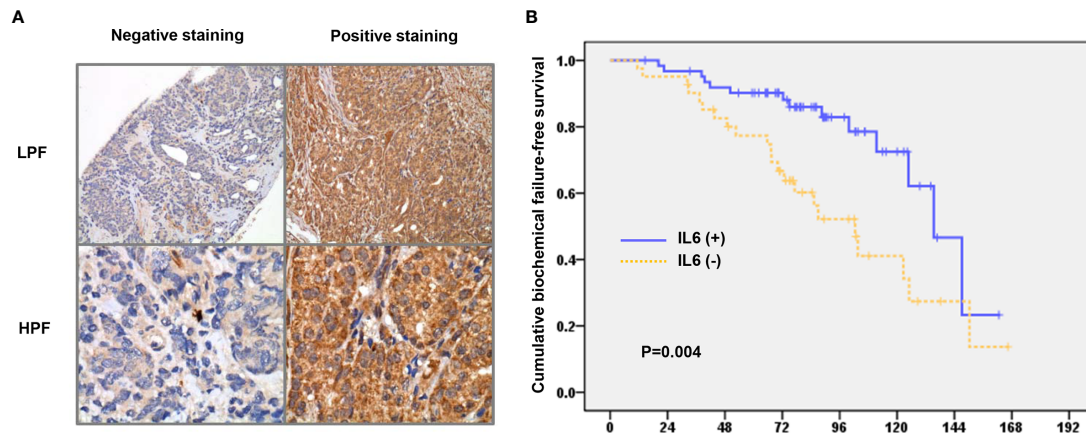 A
Negative staining
Positive staining
LPF
HPF
B
Cumulative biochemical failure-free survival
1.0
0.8
0.6
0.4
0.2
0.0
IL6 (+)
IL6 (-)
P=0.004
0 24 48 72 96 120 144 168 192